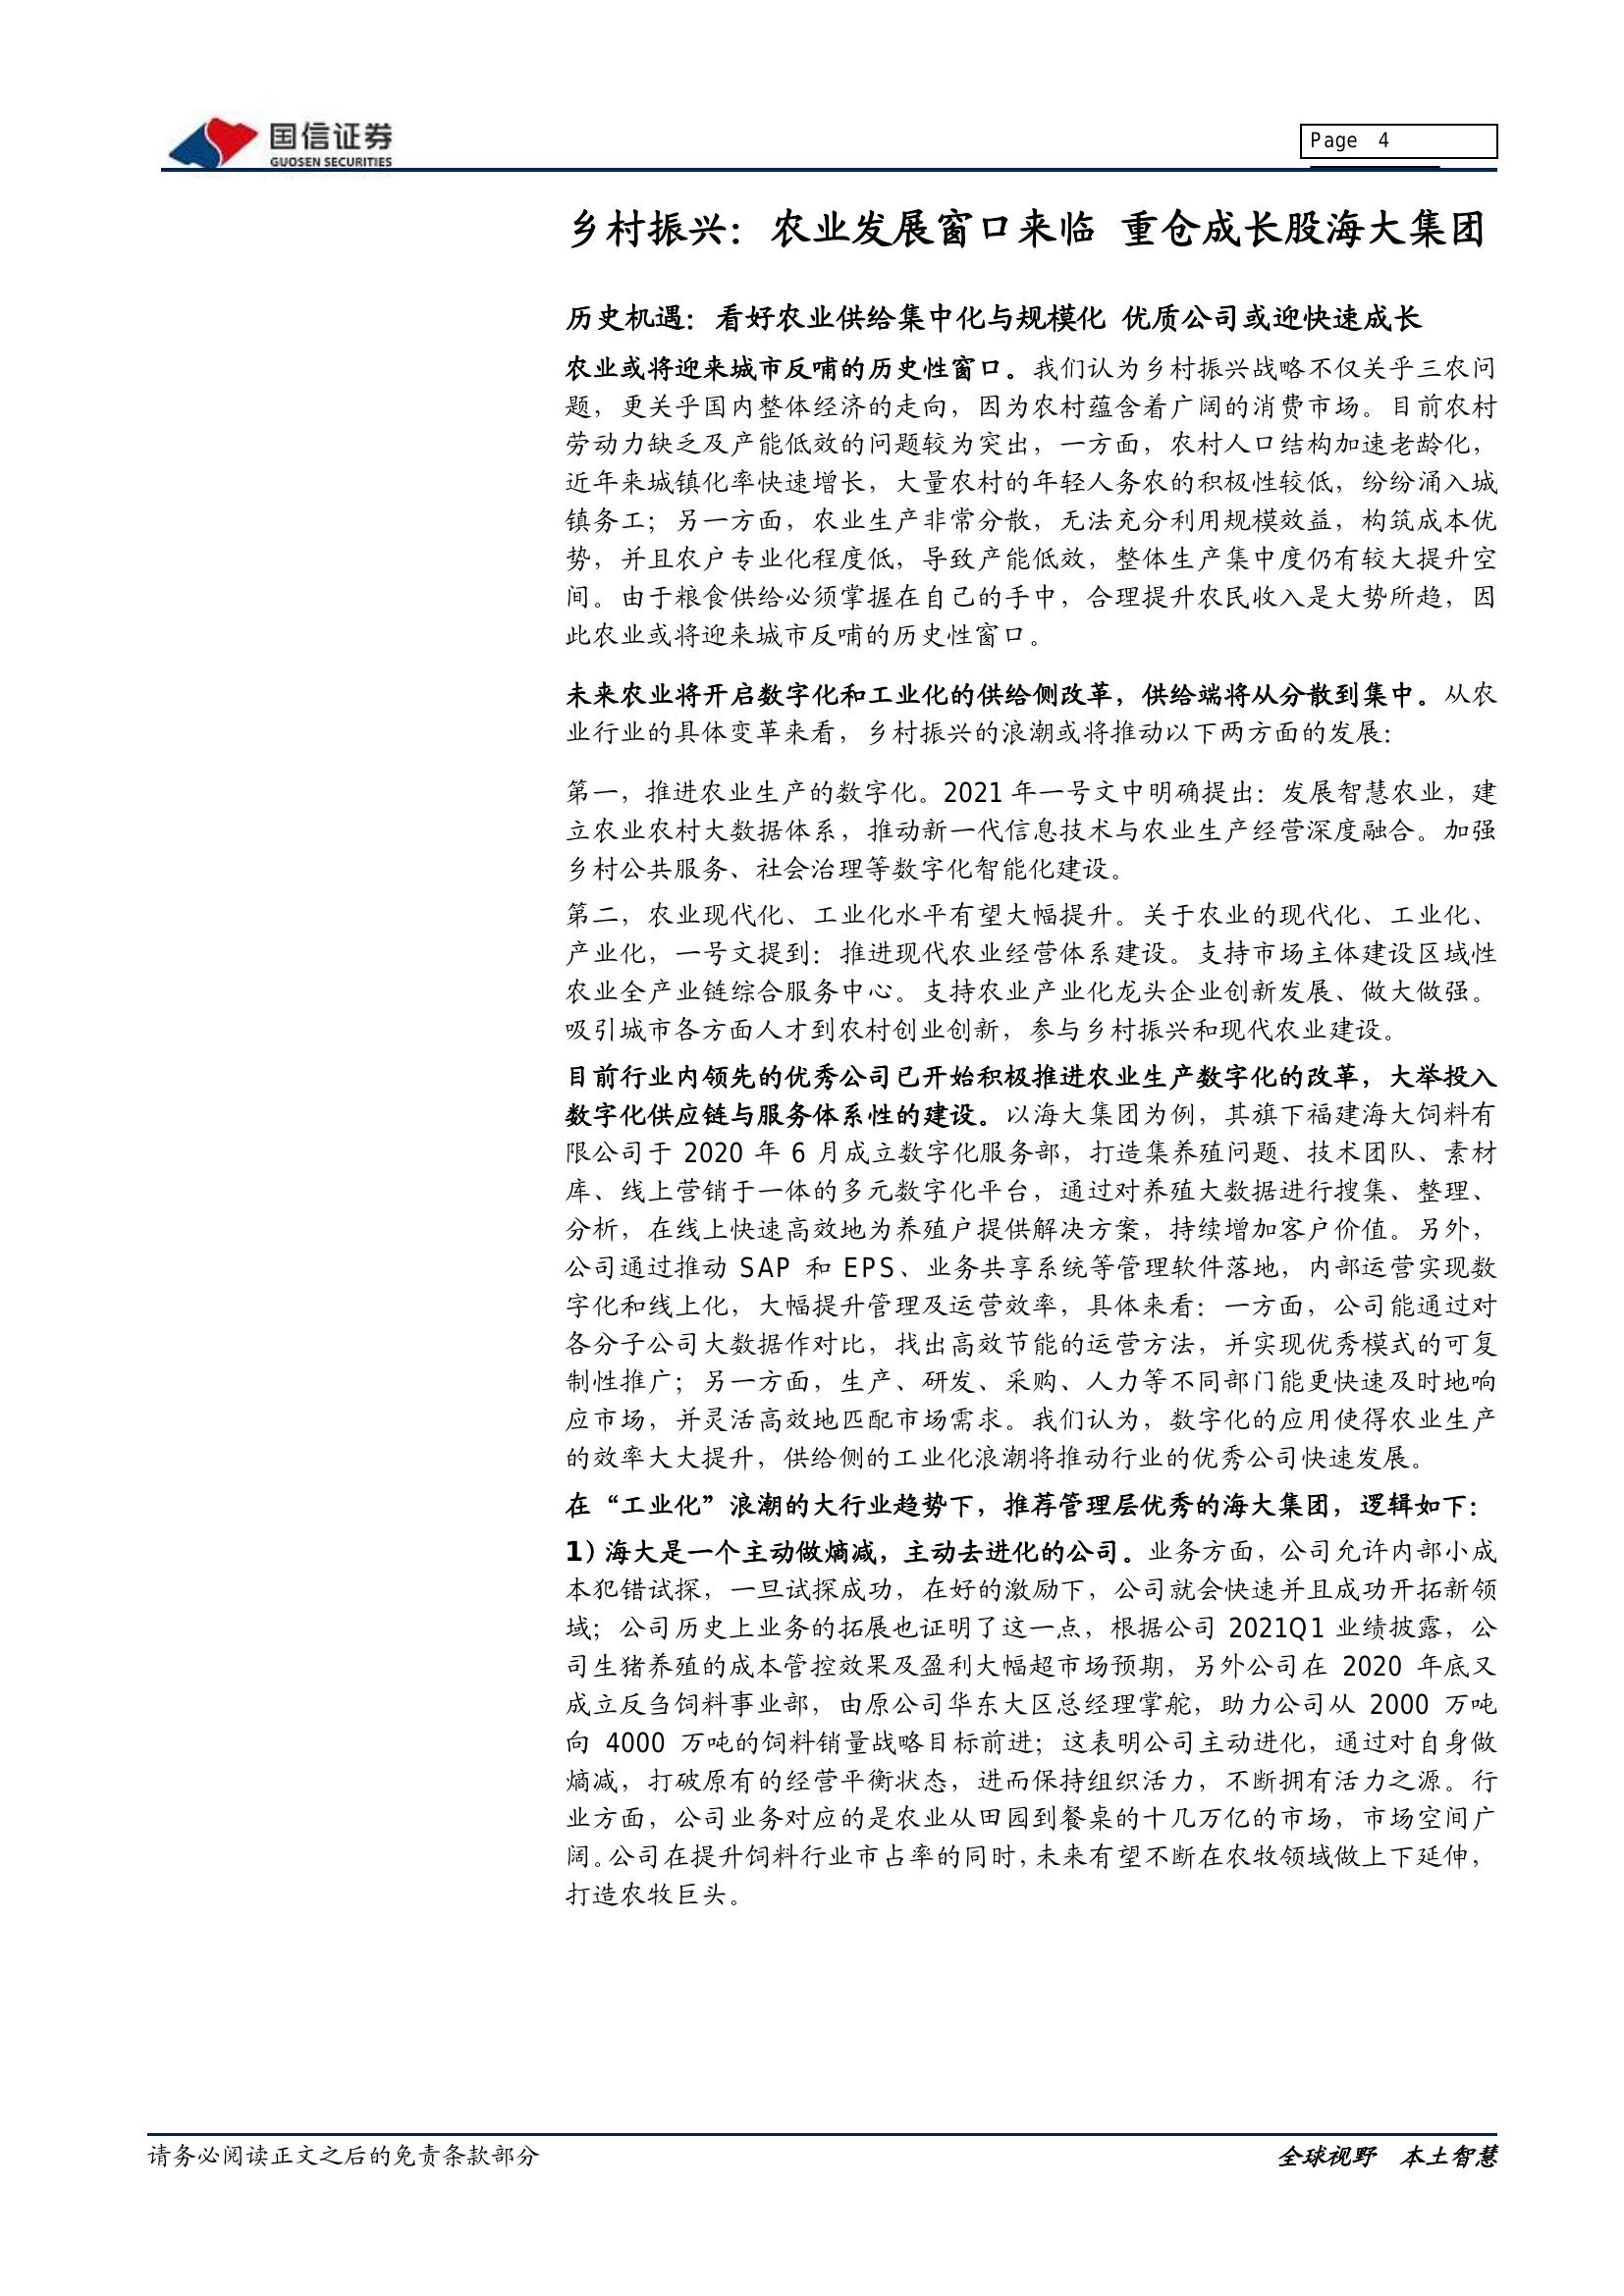 国信证券
GUOSEN SECURITIES
Page 4
乡村振兴：农业发展窗口来临 重仓成长股海大集团
历史机遇：看好农业供给集中化与规模化 优质公司或迎快速成长
农业或将迎来城市反哺的历史性窗口。我们认为乡村振兴战略不仅关乎三农问
题，更关乎国内整体经济的走向，因为农村蕴含着广阔的消费市场。目前农村
劳动力缺乏及产能低效的问题较为突出，一方面，农村人口结构加速老龄化，
近年来城镇化率快速增长，大量农村的年轻人务农的积极性较低，纷纷涌入城
镇务工；另一方面，农业生产非常分散，无法充分利用规模效益，构筑成本优
势，并且农户专业化程度低，导致产能低效，整体生产集中度仍有较大提升空
间。由于粮食供给必须掌握在自己的手中，合理提升农民收入是大势所趋，因
此农业或将迎来城市反哺的历史性窗口。
未来农业将开启数字化和工业化的供给侧改革，供给端将从分散到集中。从农
业行业的具体变革来看，乡村振兴的浪潮或将推动以下两方面的发展：
第一，推进农业生产的数字化。2021 年一号文中明确提出：发展智慧农业，建
立农业农村大数据体系，推动新一代信息技术与农业生产经营深度融合。加强
乡村公共服务、社会治理等数字化智能化建设。
第二，农业现代化、工业化水平有望大幅提升。关于农业的现代化、工业化、
产业化，一号文提到：推进现代农业经营体系建设。支持市场主体建设区域性
农业全产业链综合服务中心。支持农业产业化龙头企业创新发展、做大做强。
吸引城市各方面人才到农村创业创新，参与乡村振兴和现代农业建设。
目前行业内领先的优秀公司已开始积极推进农业生产数字化的改革，大举投入
数字化供应链与服务体系性的建设。以海大集团为例，其旗下福建海大饲料有
限公司于 2020 年 6 月成立数字化服务部，打造集养殖问题、技术团队、素材
库、线上营销于一体的多元数字化平台，通过对养殖大数据进行搜集、整理、
分析，在线上快速高效地为养殖户提供解决方案，持续增加客户价值。另外，
公司通过推动 SAP 和 EPS、业务共享系统等管理软件落地，内部运营实现数
字化和线上化，大幅提升管理及运营效率，具体来看：一方面，公司能通过对
各分子公司大数据作对比，找出高效节能的运营方法，并实现优秀模式的可复
制性推广；另一方面，生产、研发、采购、人力等不同部门能更快速及时地响
应市场，并灵活高效地匹配市场需求。我们认为，数字化的应用使得农业生产
的效率大大提升，供给侧的工业化浪潮将推动行业的优秀公司快速发展。
在“工业化”浪潮的大行业趋势下，推荐管理层优秀的海大集团，逻辑如下：
1）海大是一个主动做熵减，主动去进化的公司。业务方面，公司允许内部小成
本犯错试探，一旦试探成功，在好的激励下，公司就会快速并且成功开拓新领
域；公司历史上业务的拓展也证明了这一点，根据公司 2021Q1 业绩披露，公
司生猪养殖的成本管控效果及盈利大幅超市场预期，另外公司在 2020 年底又
成立反刍饲料事业部，由原公司华东大区总经理掌舵，助力公司从 2000 万吨
向 4000 万吨的饲料销量战略目标前进；这表明公司主动进化，通过对自身做
熵减，打破原有的经营平衡状态，进而保持组织活力，不断拥有活力之源。行
业方面，公司业务对应的是农业从田园到餐桌的十几万亿的市场，市场空间广
阔。公司在提升饲料行业市占率的同时，未来有望不断在农牧领域做上下延伸，
打造农牧巨头。
请务必阅读正文之后的免责条款部分
全球视野 本土智慧